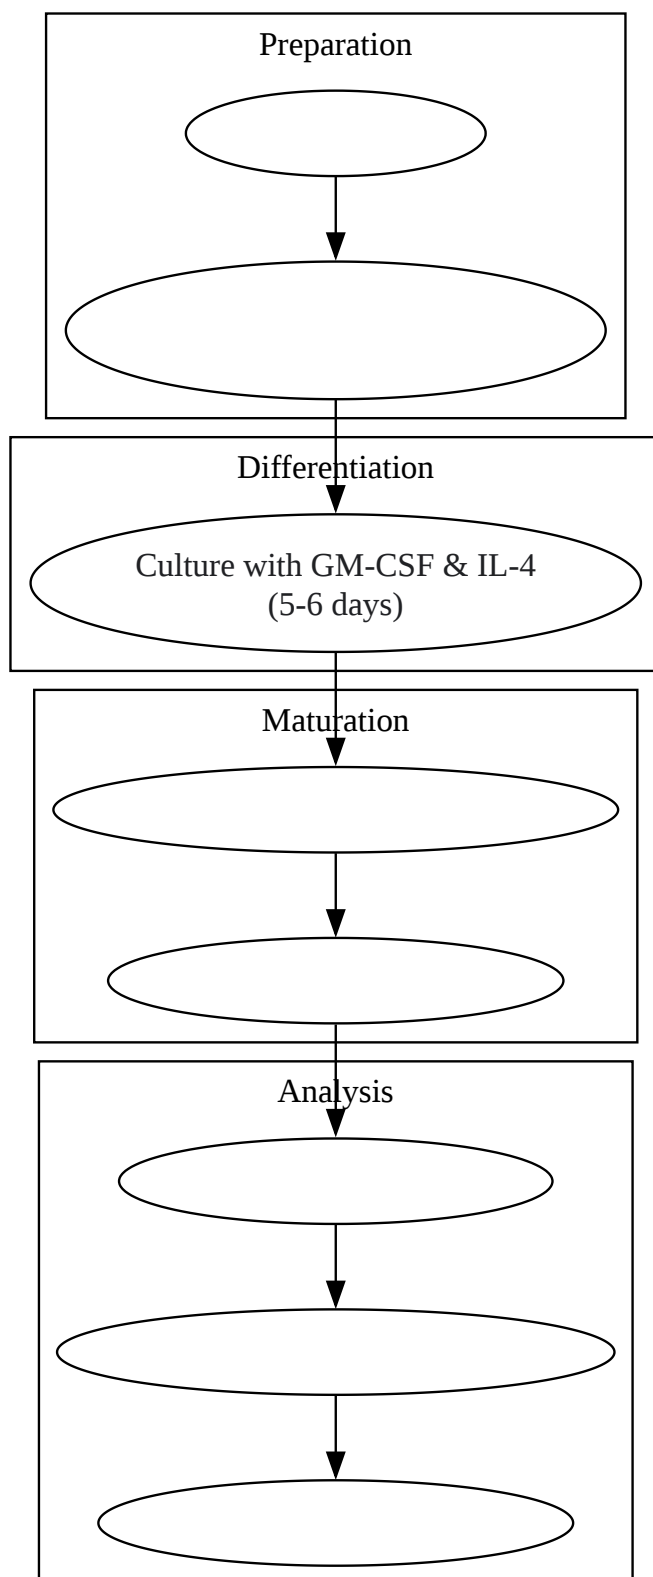 Preparation
Differentiation
Culture with GM-CSF & IL-4
(5-6 days)
Maturation
Analysis